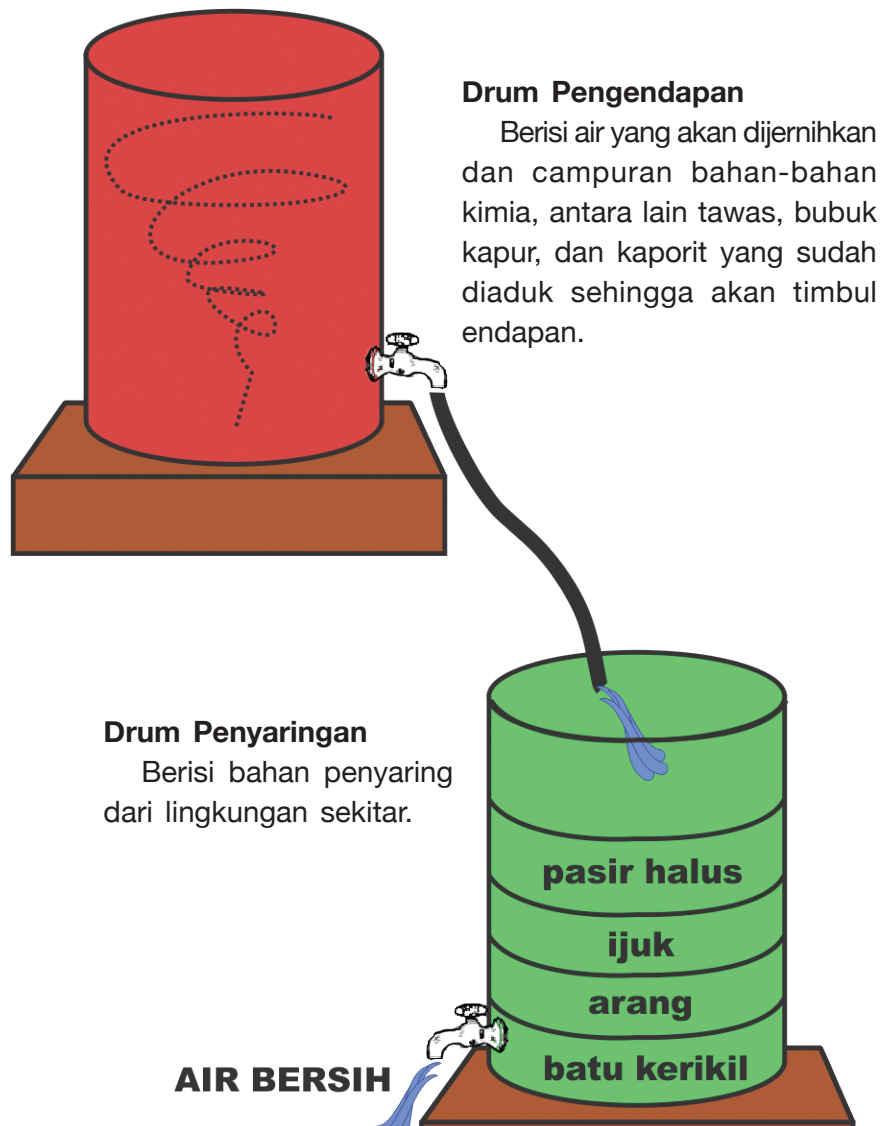 Drum Pengendapan
Berisi air yang akan dijernihkan
dan campuran bahan-bahan
kimia, antara lain tawas, bubuk
kapur, dan kaporit yang sudah
diaduk sehingga akan timbul
endapan.
Drum Penyaringan
Berisi bahan penyaring
dari lingkungan sekitar.
pasir halus
ijuk
arang
batu kerikil
AIR BERSIH